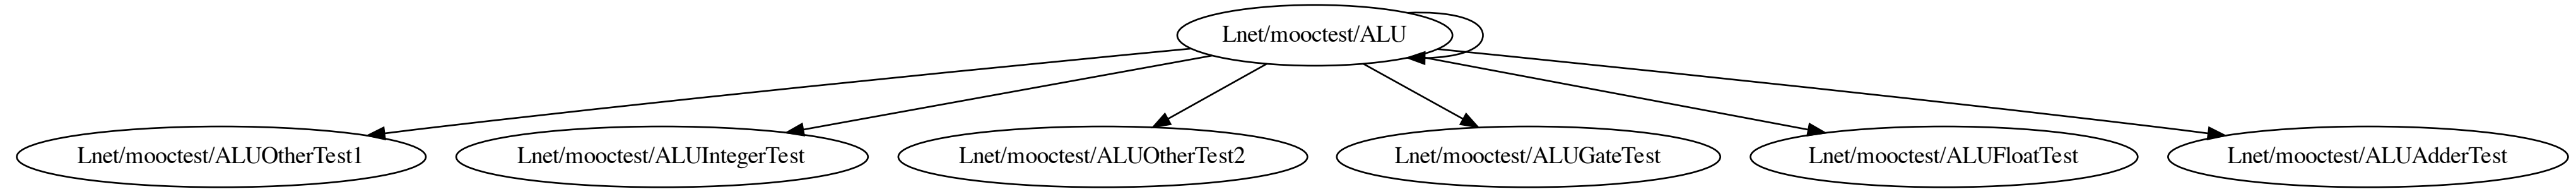 Lnet/mooctest/ALU
Lnet/mooctest/ALUOtherTest1
Lnet/mooctest/ALUIntegerTest
Lnet/mooctest/ALUOtherTest2
Lnet/mooctest/ALUGateTest
Lnet/mooctest/ALUFloatTest
Lnet/mooctest/ALUAdderTest